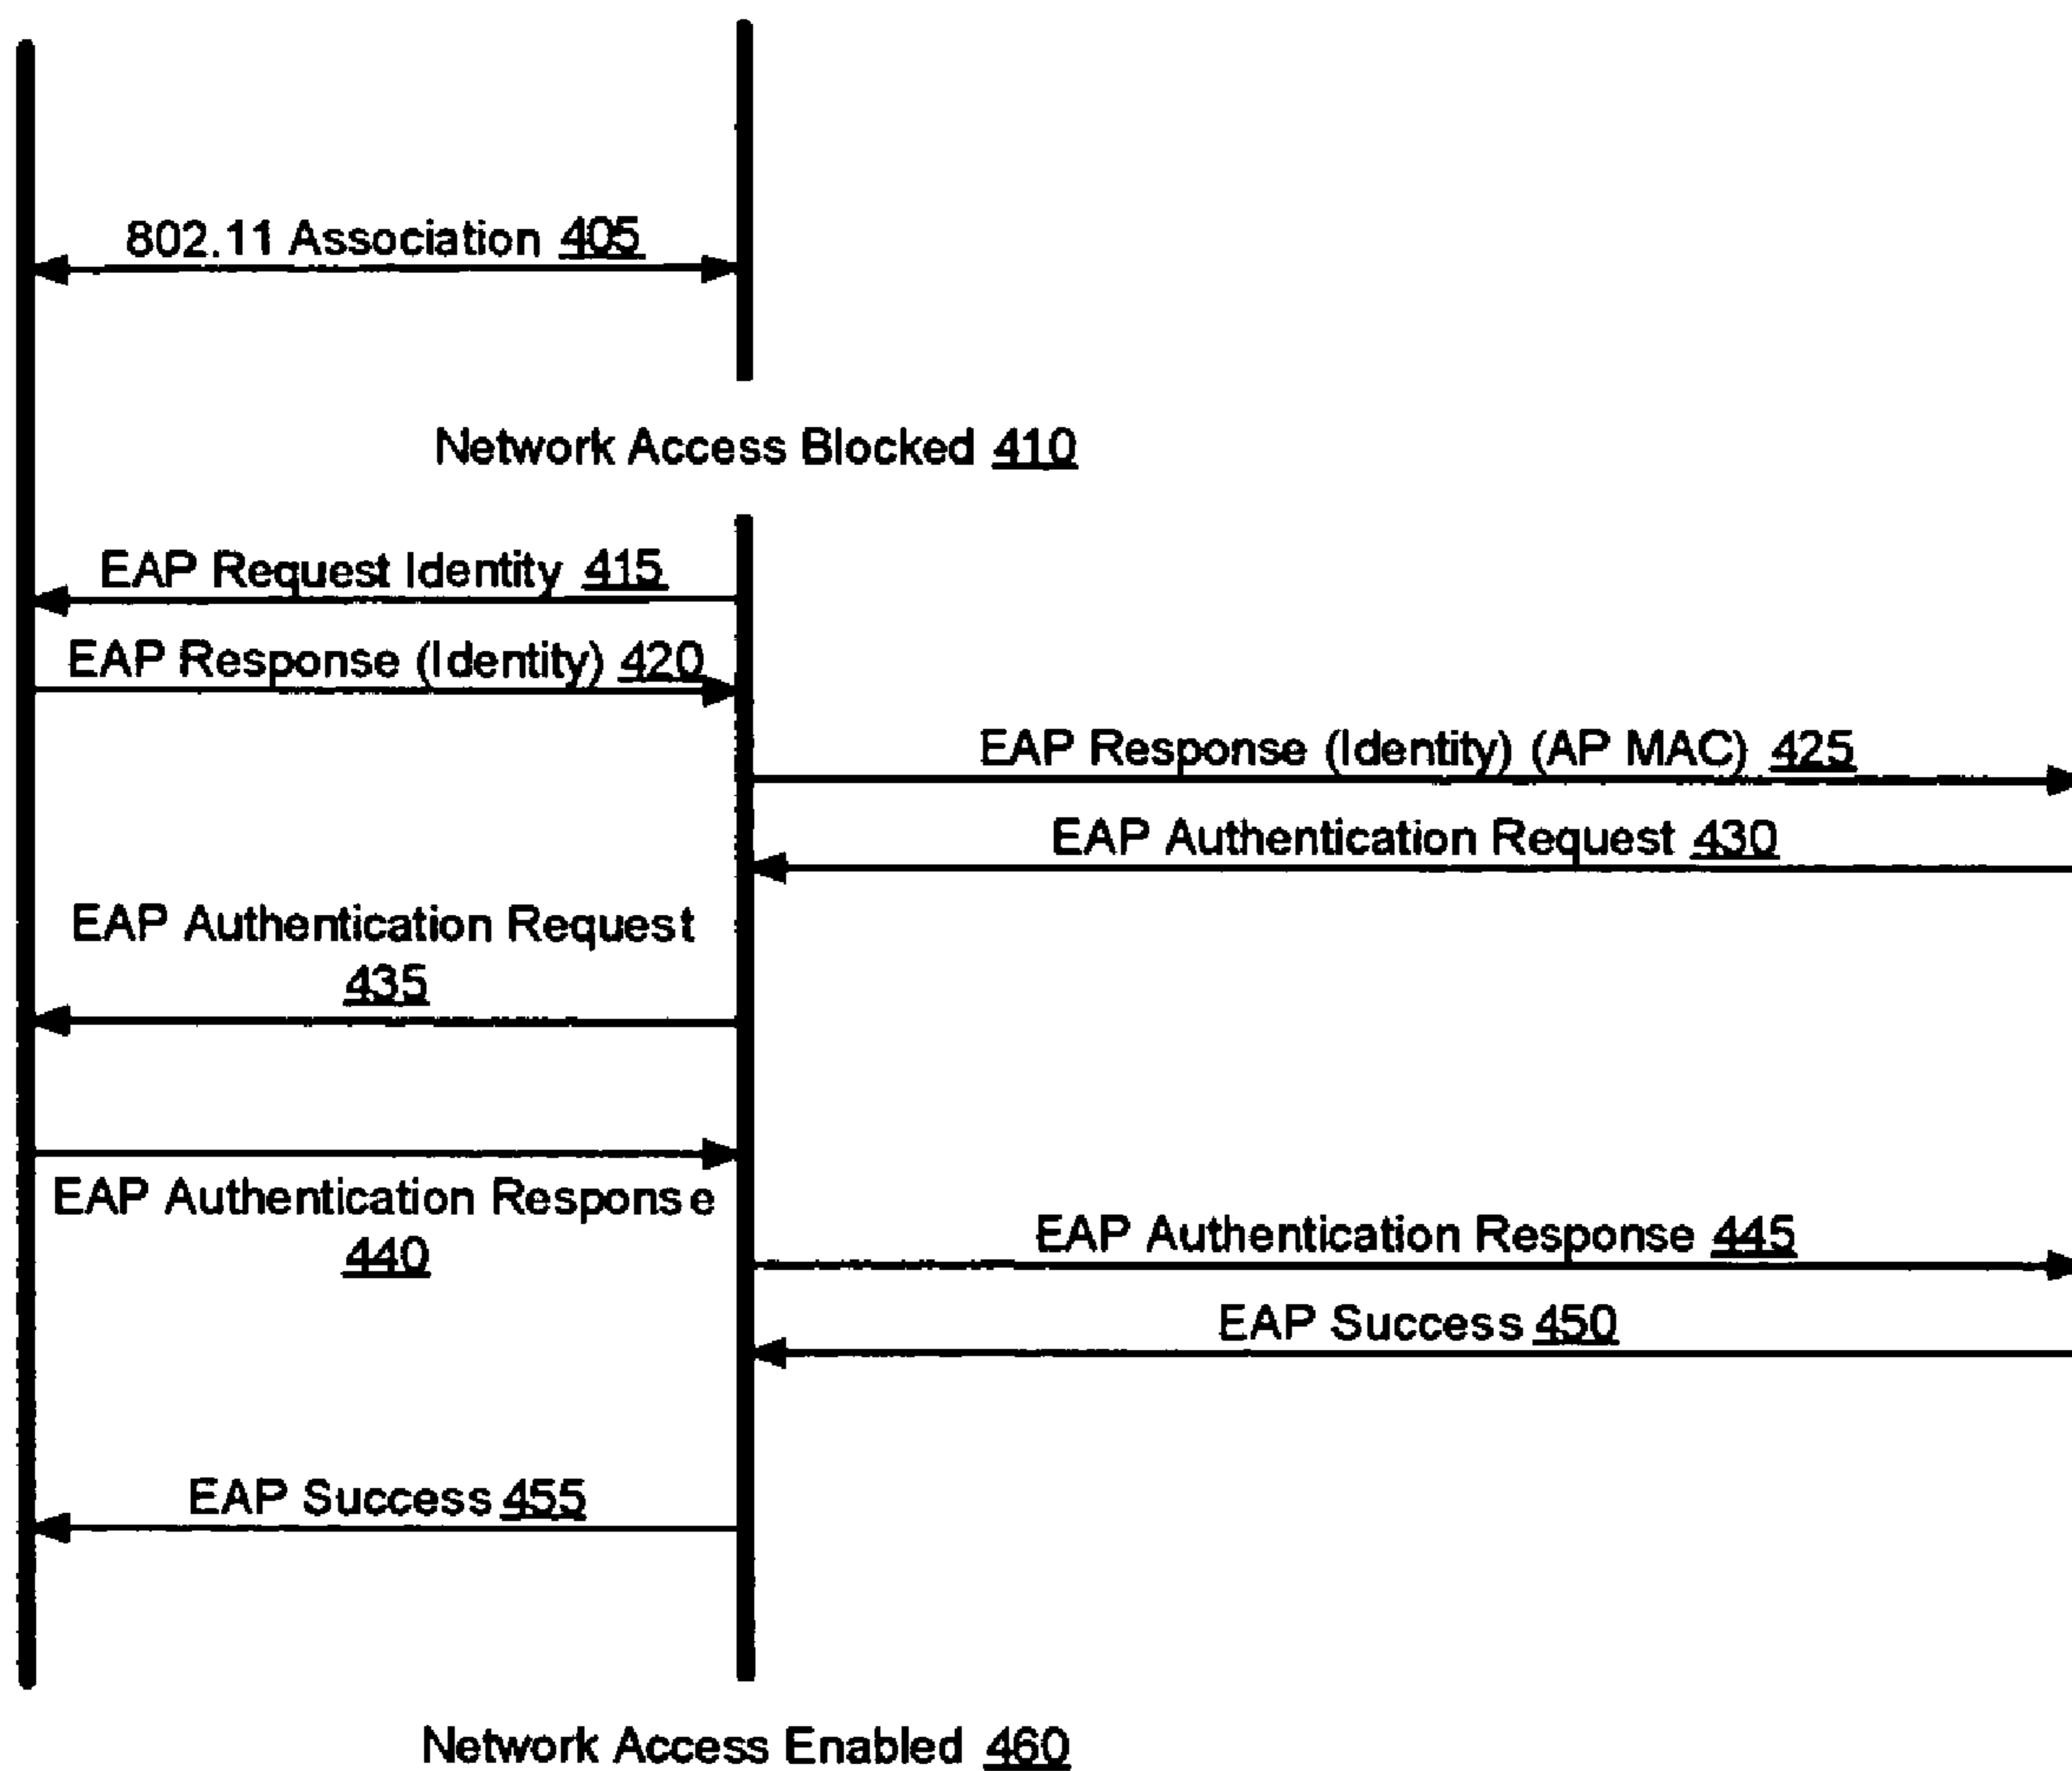 802.11 Association 405
Network Access Blocked 410
EAP Request Identity 415
EAP Response (Identity) 420
EAP Response (Identity) (AP MAC) 425
EAP Authentication Request 430
EAP Authentication Request
435
EAP Authentication Response
440
EAP Authentication Response 445
EAP Success 450
EAP Success 455
Network Access Enabled 460